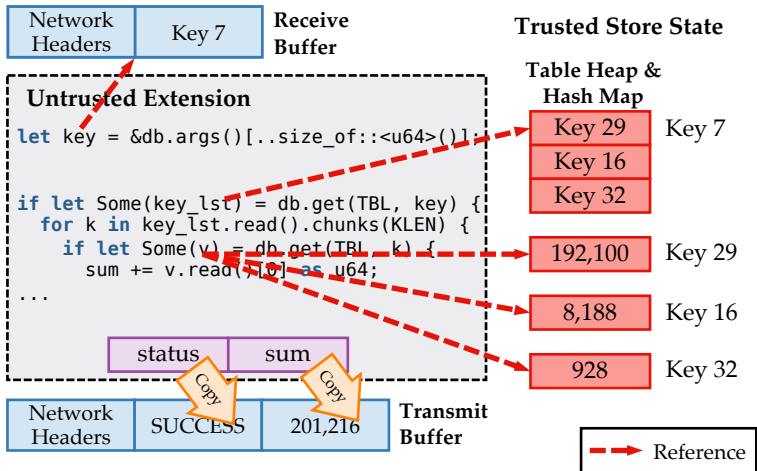 Network
Headers
Key 7
Receive
Buffer
Trusted Store State
Table Heap &
Hash Map
Untrusted Extension
let key = &db.args()[..size_of::<u64>()];
if let Some(key_lst) = db.get(TBL, key) {
for k in key_lst.read().chunks(KLEN) {
if let Some(v) = db.get(TBL, k) {
sum += v.read()[0] as u64;
...
Key 29
Key 7
Key 16
Key 32
192,100
Key 29
8,188
Key 16
928
Key 32
status
sum
Copy
Copy
Network
Headers
SUCCESS
201,216
Transmit
Buffer
Reference